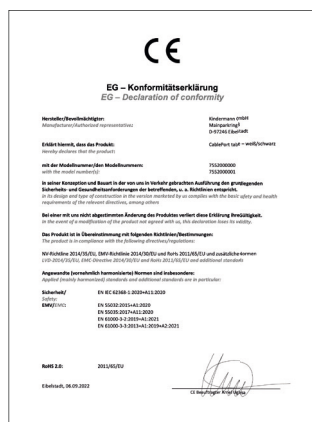 CE
EG – Konformitätserklärung
EG – Declaration of conformity
Hersteller/Bevollmächtigter: Kindermann GmbH
Manufacturer/Authorized representative: Mainparkring
D-97246 Eibelstadt
Erklärt hiermit, dass das Produkt: CablePort – weiß/schwarz
Hereby declares that the product:
mit der Modelnummer/den Modelnummern: 7552000000
with the model number(s): 7552000001
in seiner Konzeption und Bauart in der von uns in Verkehr gebrachten Ausführung den grundlegenden
Sicherheits- und Gesundheitsanforderungen der betreffenden, u. a. Richtlinien entspricht.
in its design and type of construction in the version marketed by us complies with the basic safety and health
requirements of the relevant directives, among others
Bei einer mit uns nicht abgestimmten Änderung des Produktes verliert diese Erklärung ihre Gültigkeit.
In the event of a modification of the product not agreed with us, this declaration loses its validity.
Das Produkt ist in Übereinstimmung mit folgenden Richtlinien/Bestimmungen:
The product is in compliance with the following directives/regulations:
NV-Richtline 2014/35/EU, EMV-Richtlinie 2014/30/EU und RoHs 2011/65/EU und zusätzliche Normen
LVD-2014/35/EU, EMC-Directive 2014/30/EU and RoHs 2011/65/EU and additional standards
Angewandte (vornehmlich harmonisierte) Normen sind insbesondere:
Applied (mainly harmonized) standards and additional standards are in particular:
Sicherheit/ EN IEC 62368-1:2020+A11:2020
Safety:
EMV/EMC: EN 55032:2015+A1:2020
EN 55035:2017+A11:2020
EN 61000-3-2:2019+A1:2021
EN 61000-3-3:2013+A1:2019+A2:2021
RoHS 2.0: 2011/65/EU
Eibelstadt, 06.09.2022
CE